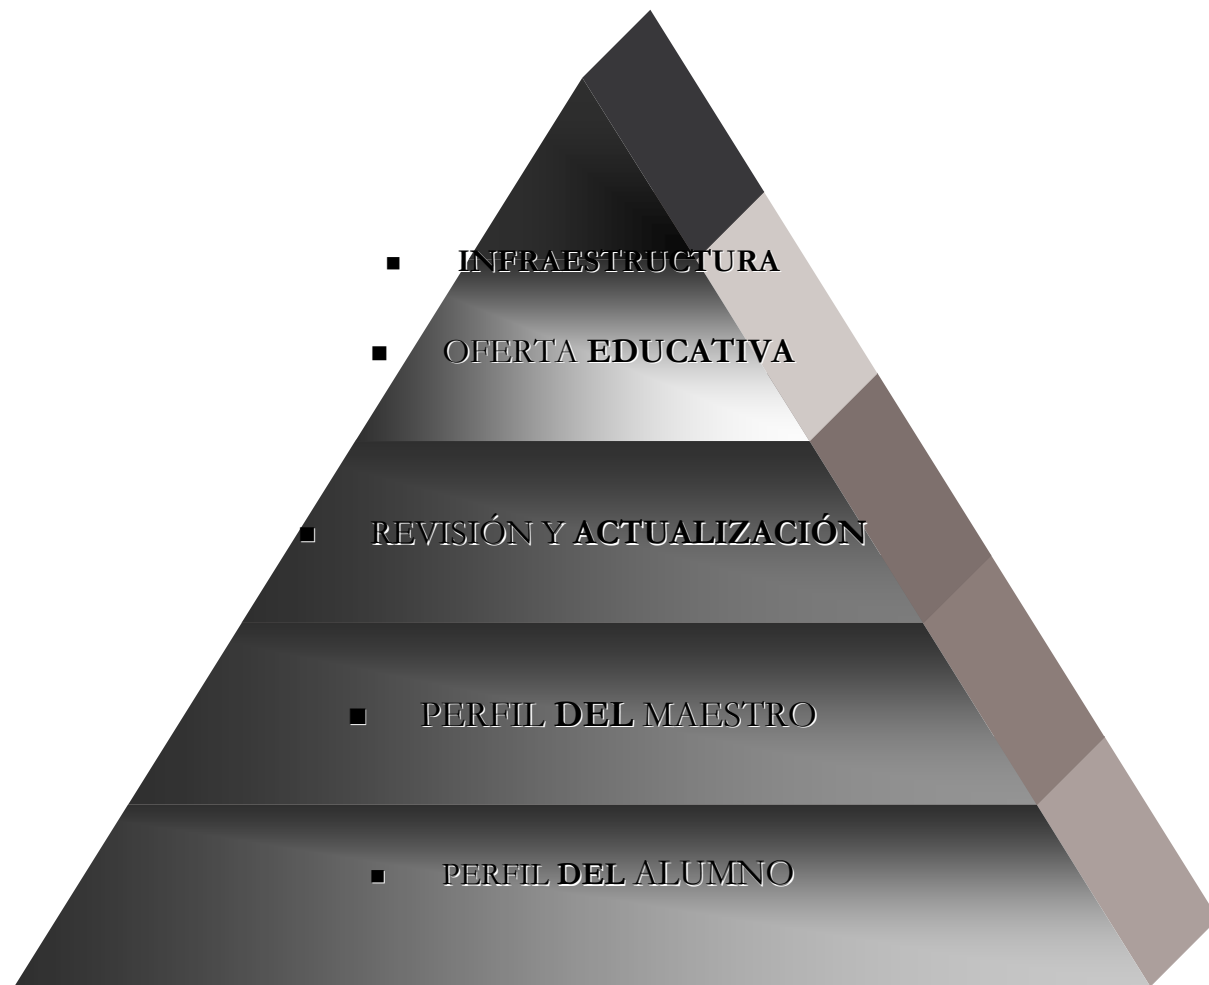 ▪ INFRAESTRUCTURA
▪ OFERTA EDUCATIVA
▪ REVISIÓN Y ACTUALIZACIÓN
▪ PERFIL DEL MAESTRO
▪ PERFIL DEL ALUMNO